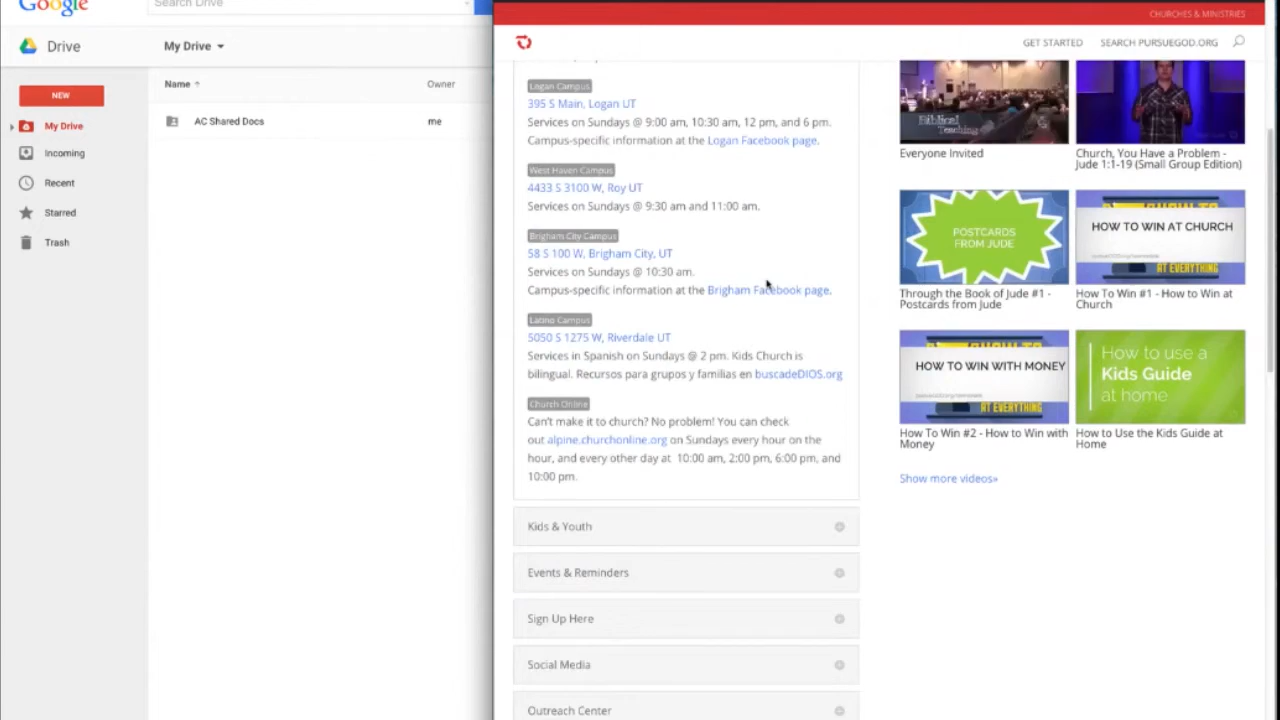 Google
Search Drive
Drive
My Drive
Name
Owner
NEW
My Drive
AC Shared Docs
me
Incoming
Recent
Starred
Trash
CHURCHES & MINISTRIES
GET STARTED
SEARCH PURSUEGOD.ORG
Logan Campus
395 S Main, Logan UT
Services on Sundays @ 9:00 am, 10:30 am, 12 pm, and 6 pm.
Campus-specific information at the Logan Facebook page.
West Haven Campus
4433 S 3100 W, Roy UT
Services on Sundays @ 9:30 am and 11:00 am.
Brigham City Campus
58 S 100 W, Brigham City, UT
Services on Sundays @ 10:30 am.
Campus-specific information at the Brigham Facebook page.
Latino Campus
5050 S 1275 W, Riverdale UT
Services in Spanish on Sundays @ 2 pm. Kids Church is
bilingual. Recursos para grupos y familias en buscadeDIOS.org
Church Online
Can't make it to church? No problem! You can check
out alpine.churchonline.org on Sundays every hour on the
hour, and every other day at 10:00 am, 2:00 pm, 6:00 pm, and
10:00 pm.
Kids & Youth
Events & Reminders
Sign Up Here
Social Media
Outreach Center
Biblical
Teaching
Everyone Invited
Church, You Have a Problem -
Jude 1:1-19 (Small Group Edition)
POSTCARDS
FROM JUDE
Through the Book of Jude #1 -
Postcards from Jude
HOW TO WIN AT CHURCH
AT EVERYTHING
How To Win #1 - How to Win at
Church
HOW TO WIN WITH MONEY
AT EVERYTHING
How To Win #2 - How to Win with
Money
How to use a
Kids Guide
at home
How to Use the Kids Guide at
Home
Show more videos»